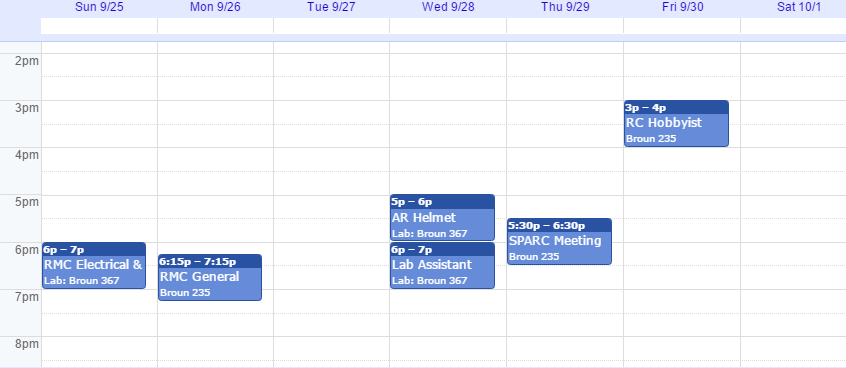 Sun 9/25 Mon 9/26 Tue 9/27 Wed 9/28 Thu 9/29 Fri 9/30 Sat 10/1
2pm
3pm
3p – 4p
RC Hobbyist
Broun 235
4pm
5pm
5p – 6p
AR Helmet
Lab: Broun 367
5:30p – 6:30p
SPARC Meeting
Broun 235
6pm
6p – 7p
RMC Electrical &
Lab: Broun 367
6:15p – 7:15p
RMC General
Broun 235
6p – 7p
Lab Assistant
Lab: Broun 367
7pm
8pm